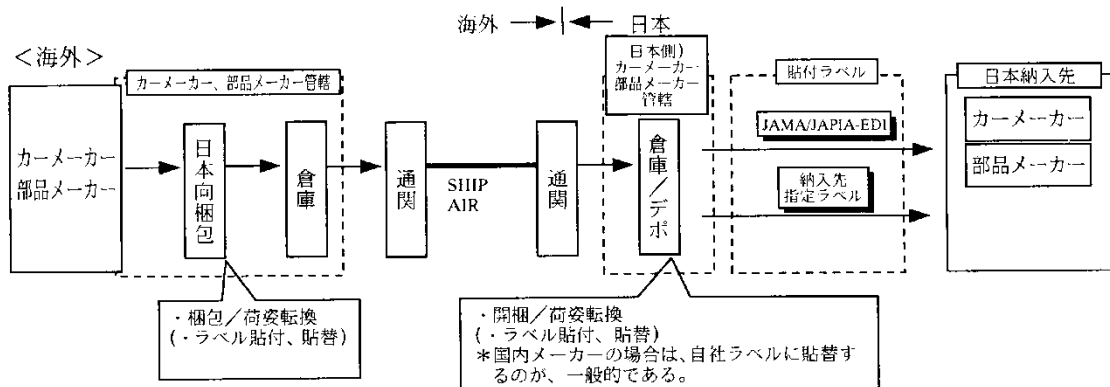 海外 日本
<海外>
カーメーカー、部品メーカー管轄
日本側)
カーメーカー
部品メーカー
管轄
貼付ラベル
日本納入先
カーメーカー
部品メーカー
日本向梱包
倉庫
通関
SHIP
AIR
通関
倉庫/デポ
JAMA/JAPIA-EDI
納入先
指定ラベル
カーメーカー
部品メーカー
・梱包/荷姿転換
(・ラベル貼付、貼替)
・開梱/荷姿転換
(・ラベル貼付、貼替)
*国内メーカーの場合は、自社ラベルに貼替す
るのが、一般的である。